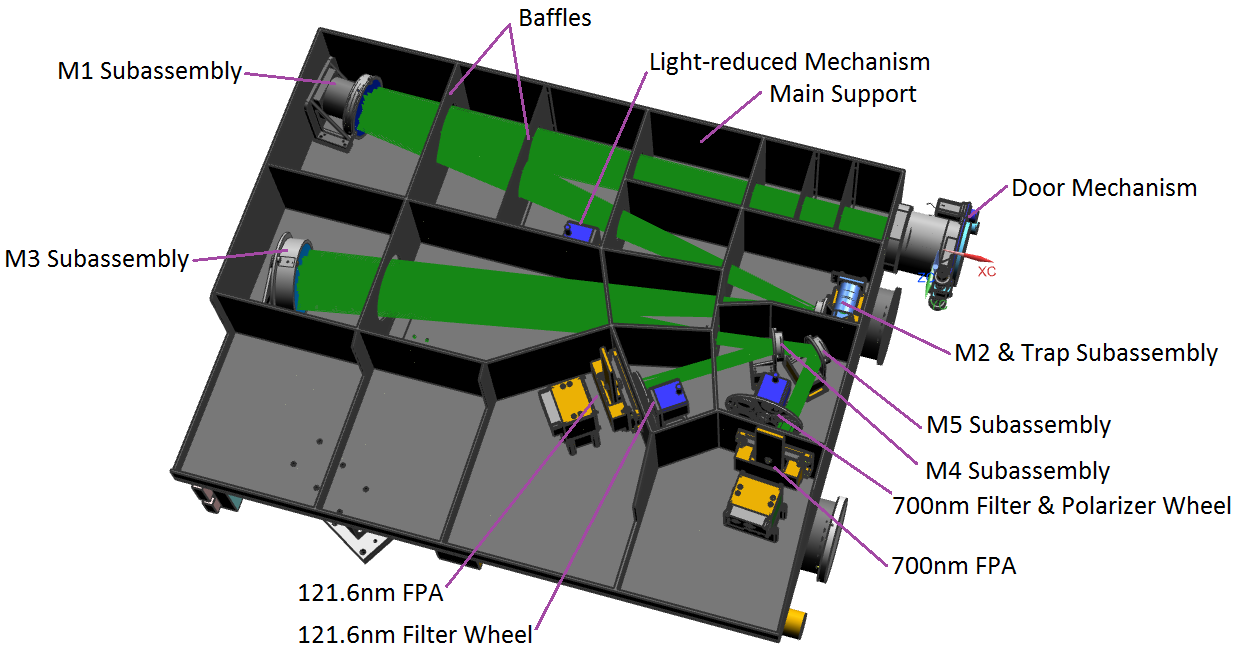 Baffles
Light-reduced Mechanism
M1 Subassembly
Main Support
Door Mechanism
M3 Subassembly
XC
M2 & Trap Subassembly
M5 Subassembly
M4 Subassembly
700nm Filter & Polarizer Wheel
700nm FPA
121.6nm FPA
121.6nm Filter Wheel